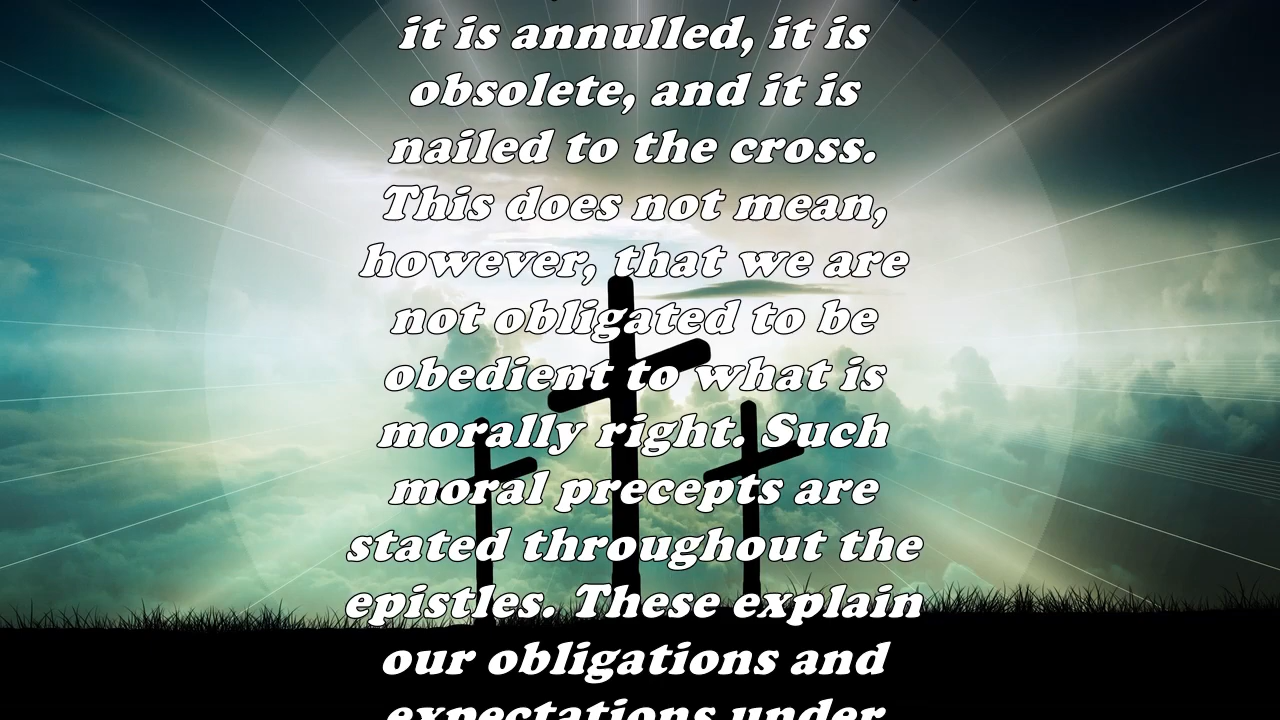 it is annulled, it is
obsolete, and it is
nailed to the cross.
This does not mean,
however, that we are
not obligated to be
obedient to what is
morally right. Such
moral precepts are
stated throughout the
epistles. These explain
our obligations and
expectations under